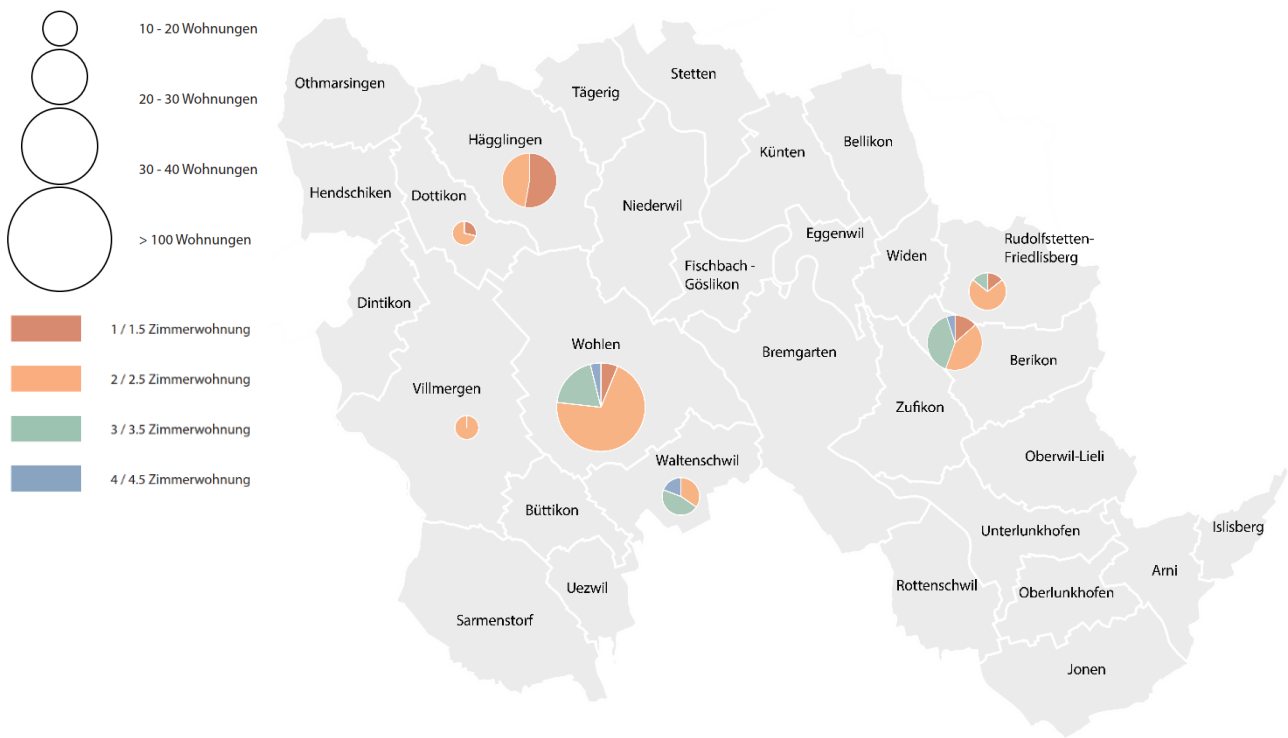 10 - 20 Wohnungen
20 - 30 Wohnungen
30 - 40 Wohnungen
> 100 Wohnungen
1 / 1.5 Zimmerwohnung
2 / 2.5 Zimmerwohnung
3 / 3.5 Zimmerwohnung
4 / 4.5 Zimmerwohnung
Othmarsingen
Hendschiken
Hägglingen
Dottikon
Tägerig
Stetten
Niederwil
Künten
Bellikon
Eggenwil
Widen
Rudolfstetten-
Friedlisberg
Fischbach -
Göslikon
Dintikon
Wohlen
Bremgarten
Berikon
Villmergen
Zufikon
Waltenschwil
Oberwil-Lieli
Büttikon
Unterlunkhofen
Islisberg
Uezwil
Rottenschwil
Oberlunkhofen
Arni
Sarmenstorf
Jonen